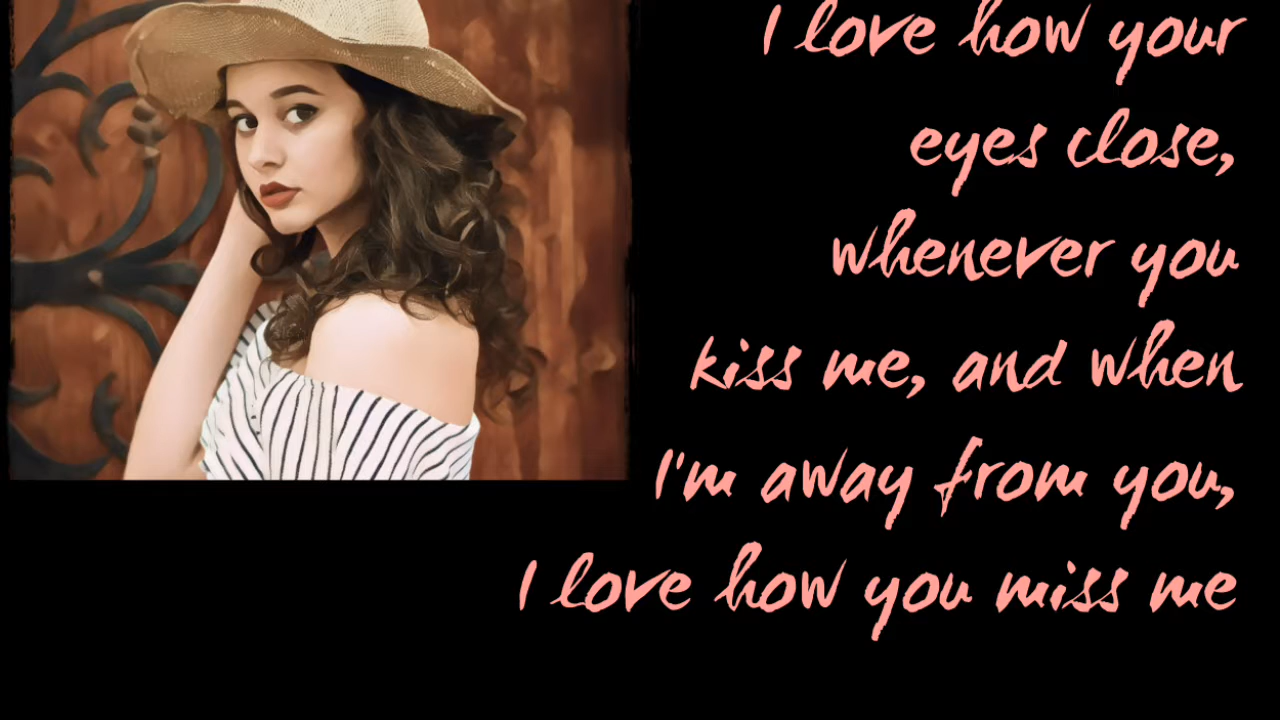 I love how your
eyes close,
whenever you
kiss me, and when
I'm away from you,
I love how you miss me